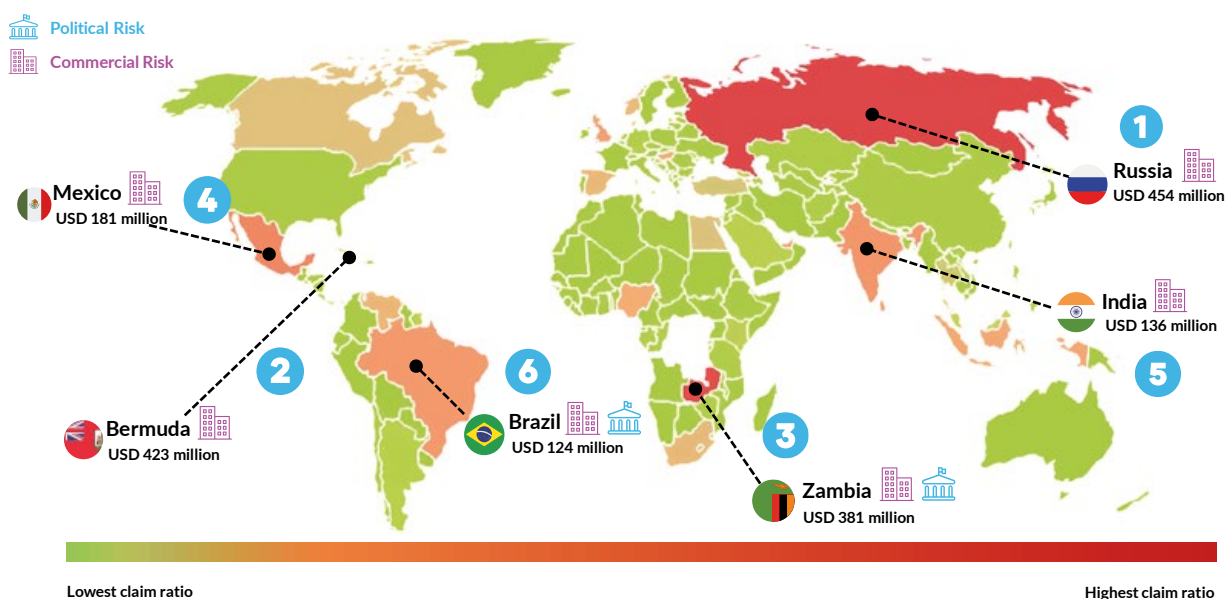 Political Risk
Commercial Risk
1
Russia
USD 454 million
Mexico
USD 181 million
4
India
USD 136 million
5
2
6
Bermuda
USD 423 million
Brazil
USD 124 million
3
Zambia
USD 381 million
Lowest claim ratio
Highest claim ratio